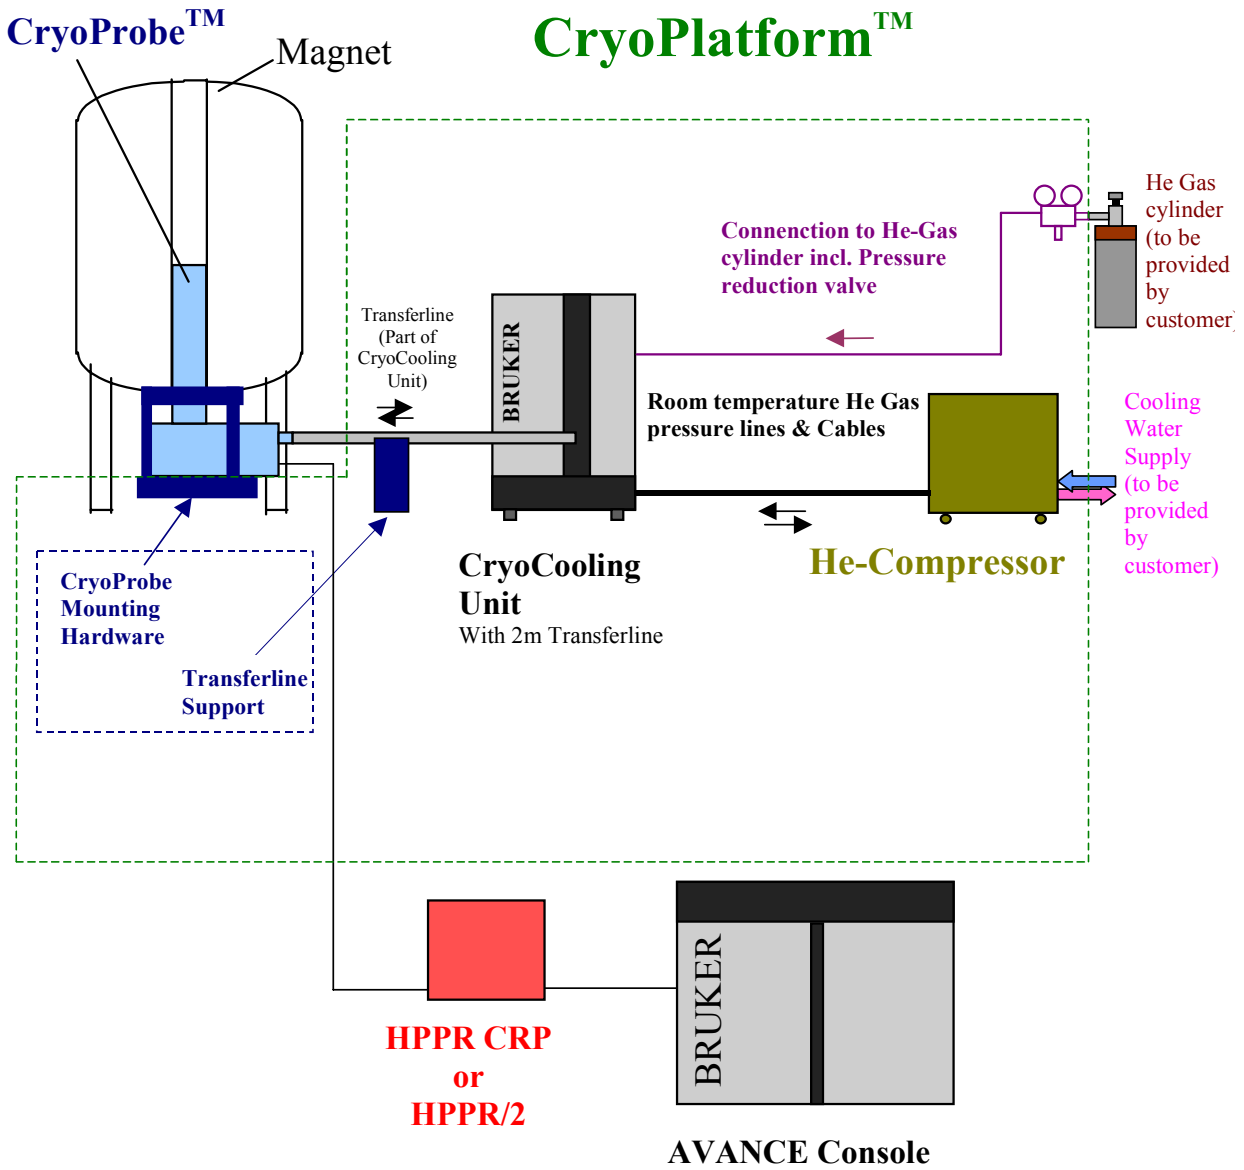 CryoProbe™
Magnet
CryoPlatform™
He Gas
cylinder
(to be
provided
by
customer)
Connenction to He-Gas
cylinder incl. Pressure
reduction valve
Transferline
(Part of
CryoCooling
Unit)
BRUKER
Room temperature He Gas
pressure lines & Cables
Cooling
Water
Supply
(to be
provided
by
customer)
CryoCooling
Unit
With 2m Transferline
He-Compressor
CryoProbe
Mounting
Hardware
Transferline
Support
HPPR CRP
or
HPPR/2
BRUKER
AVANCE Console